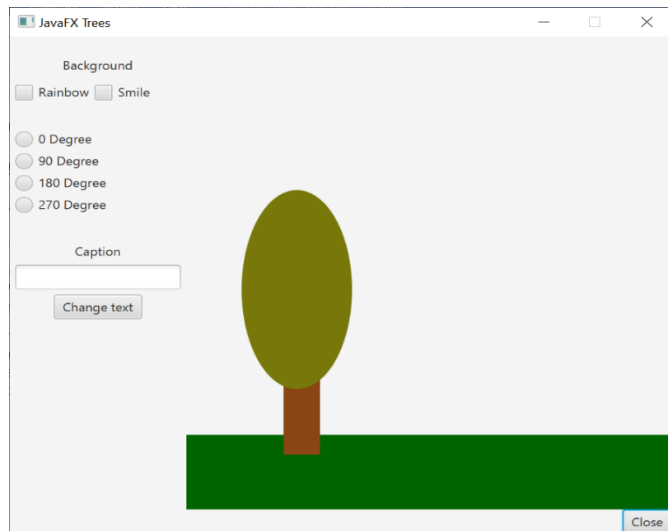 JavaFX Trees
Background
Rainbow Smile
0 Degree
90 Degree
180 Degree
270 Degree
Caption
Change text
Close